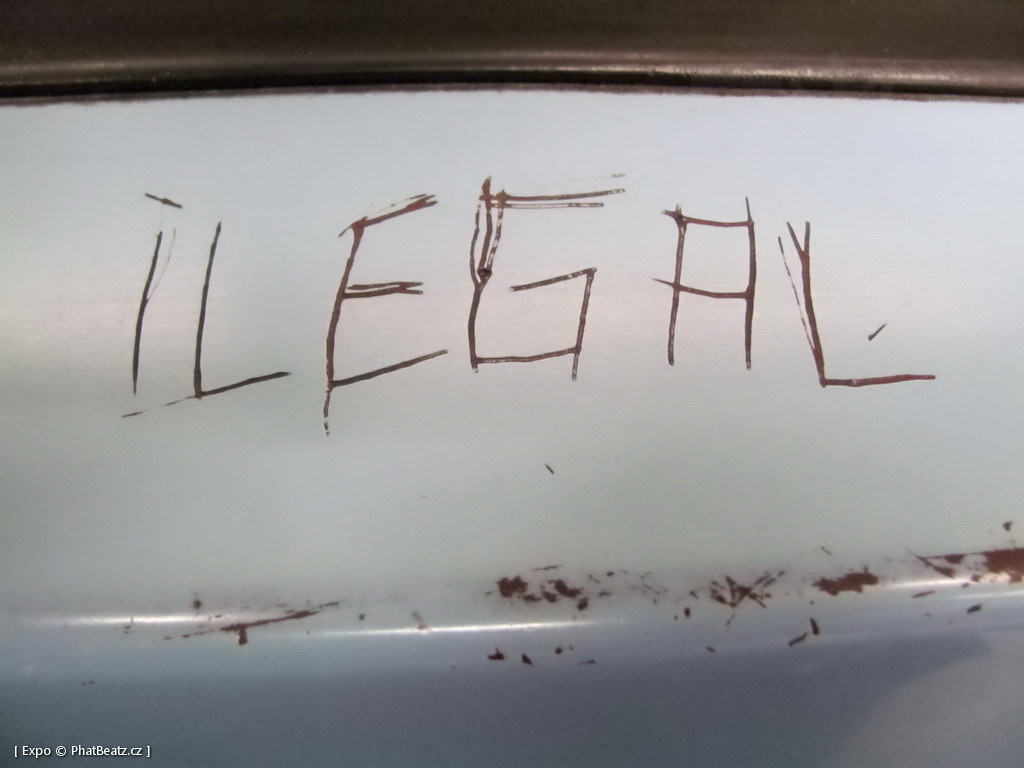 iLEGAL
[ Expo © PhatBeatz.cz ]